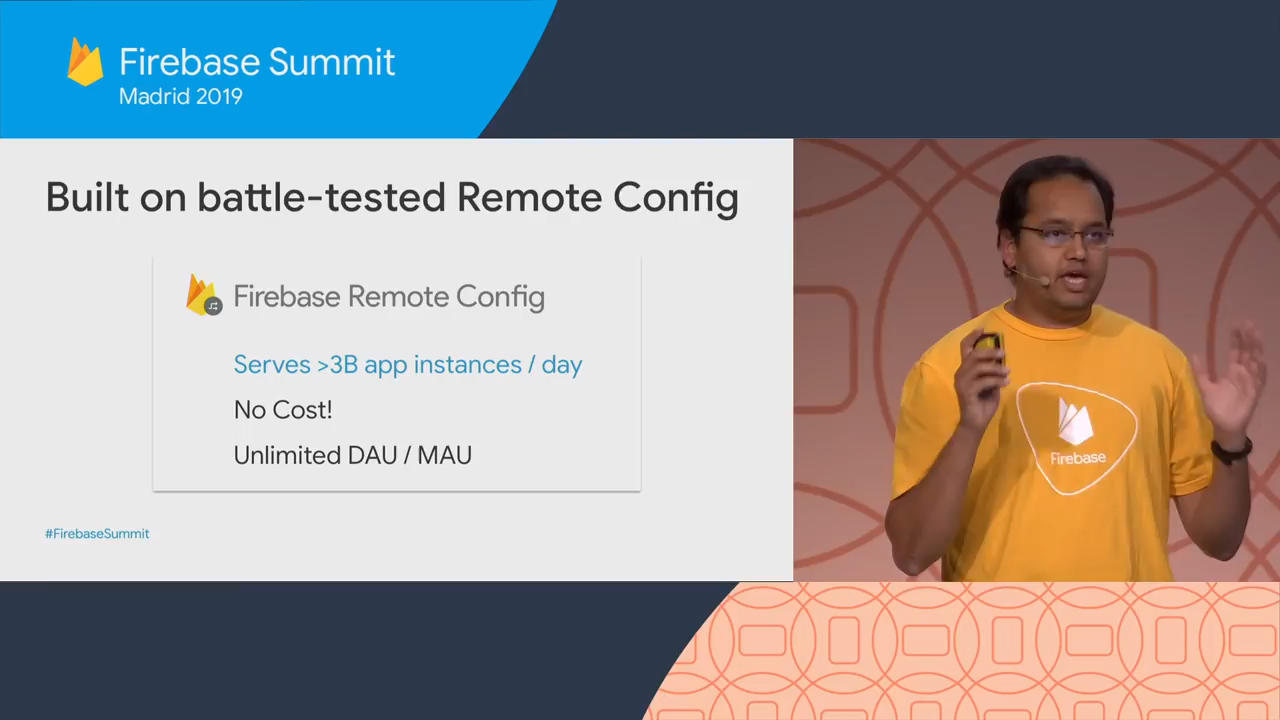 Firebase Summit
Madrid 2019
Built on battle-tested Remote Config
Firebase Remote Config
Serves >3B app instances / day
No Cost!
Unlimited DAU / MAU
#FirebaseSummit
Firebase